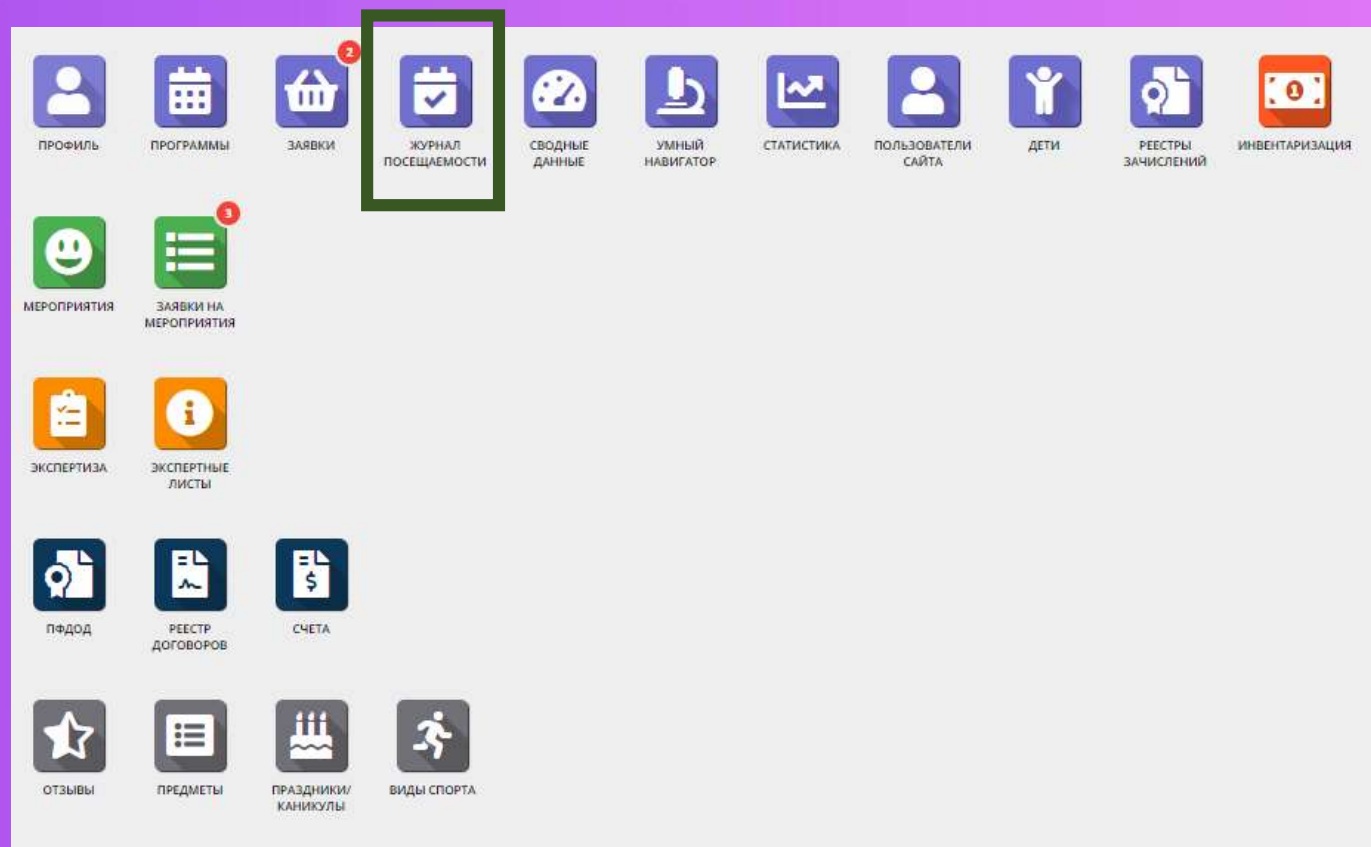 2
ПРОФИЛЬ
ПРОГРАММЫ
ЗАЯВКИ
ЖУРНАЛ
ПОСЕЩАЕМОСТИ
СВОДНЫЕ
ДАННЫЕ
УМНЫЙ
НАВИГАТОР
СТАТИСТИКА
ПОЛЬЗОВАТЕЛИ
САЙТА
ДЕТИ
РЕЕСТРЫ
ЗАЧИСЛЕНИЙ
1
ИНВЕНТАРИЗАЦИЯ
3
МЕРОПРИЯТИЯ
ЗАЯВКИ НА
МЕРОПРИЯТИЯ
i
ЭКСПЕРТИЗА
ЭКСПЕРТНЫЕ
ЛИСТЫ
$
ПФДОД
РЕЕСТР
ДОГОВОРОВ
СЧЕТА
ОТЗЫВЫ
ПРЕДМЕТЫ
ПРАЗДНИКИ/
КАНИКУЛЫ
ВИДЫ СПОРТА